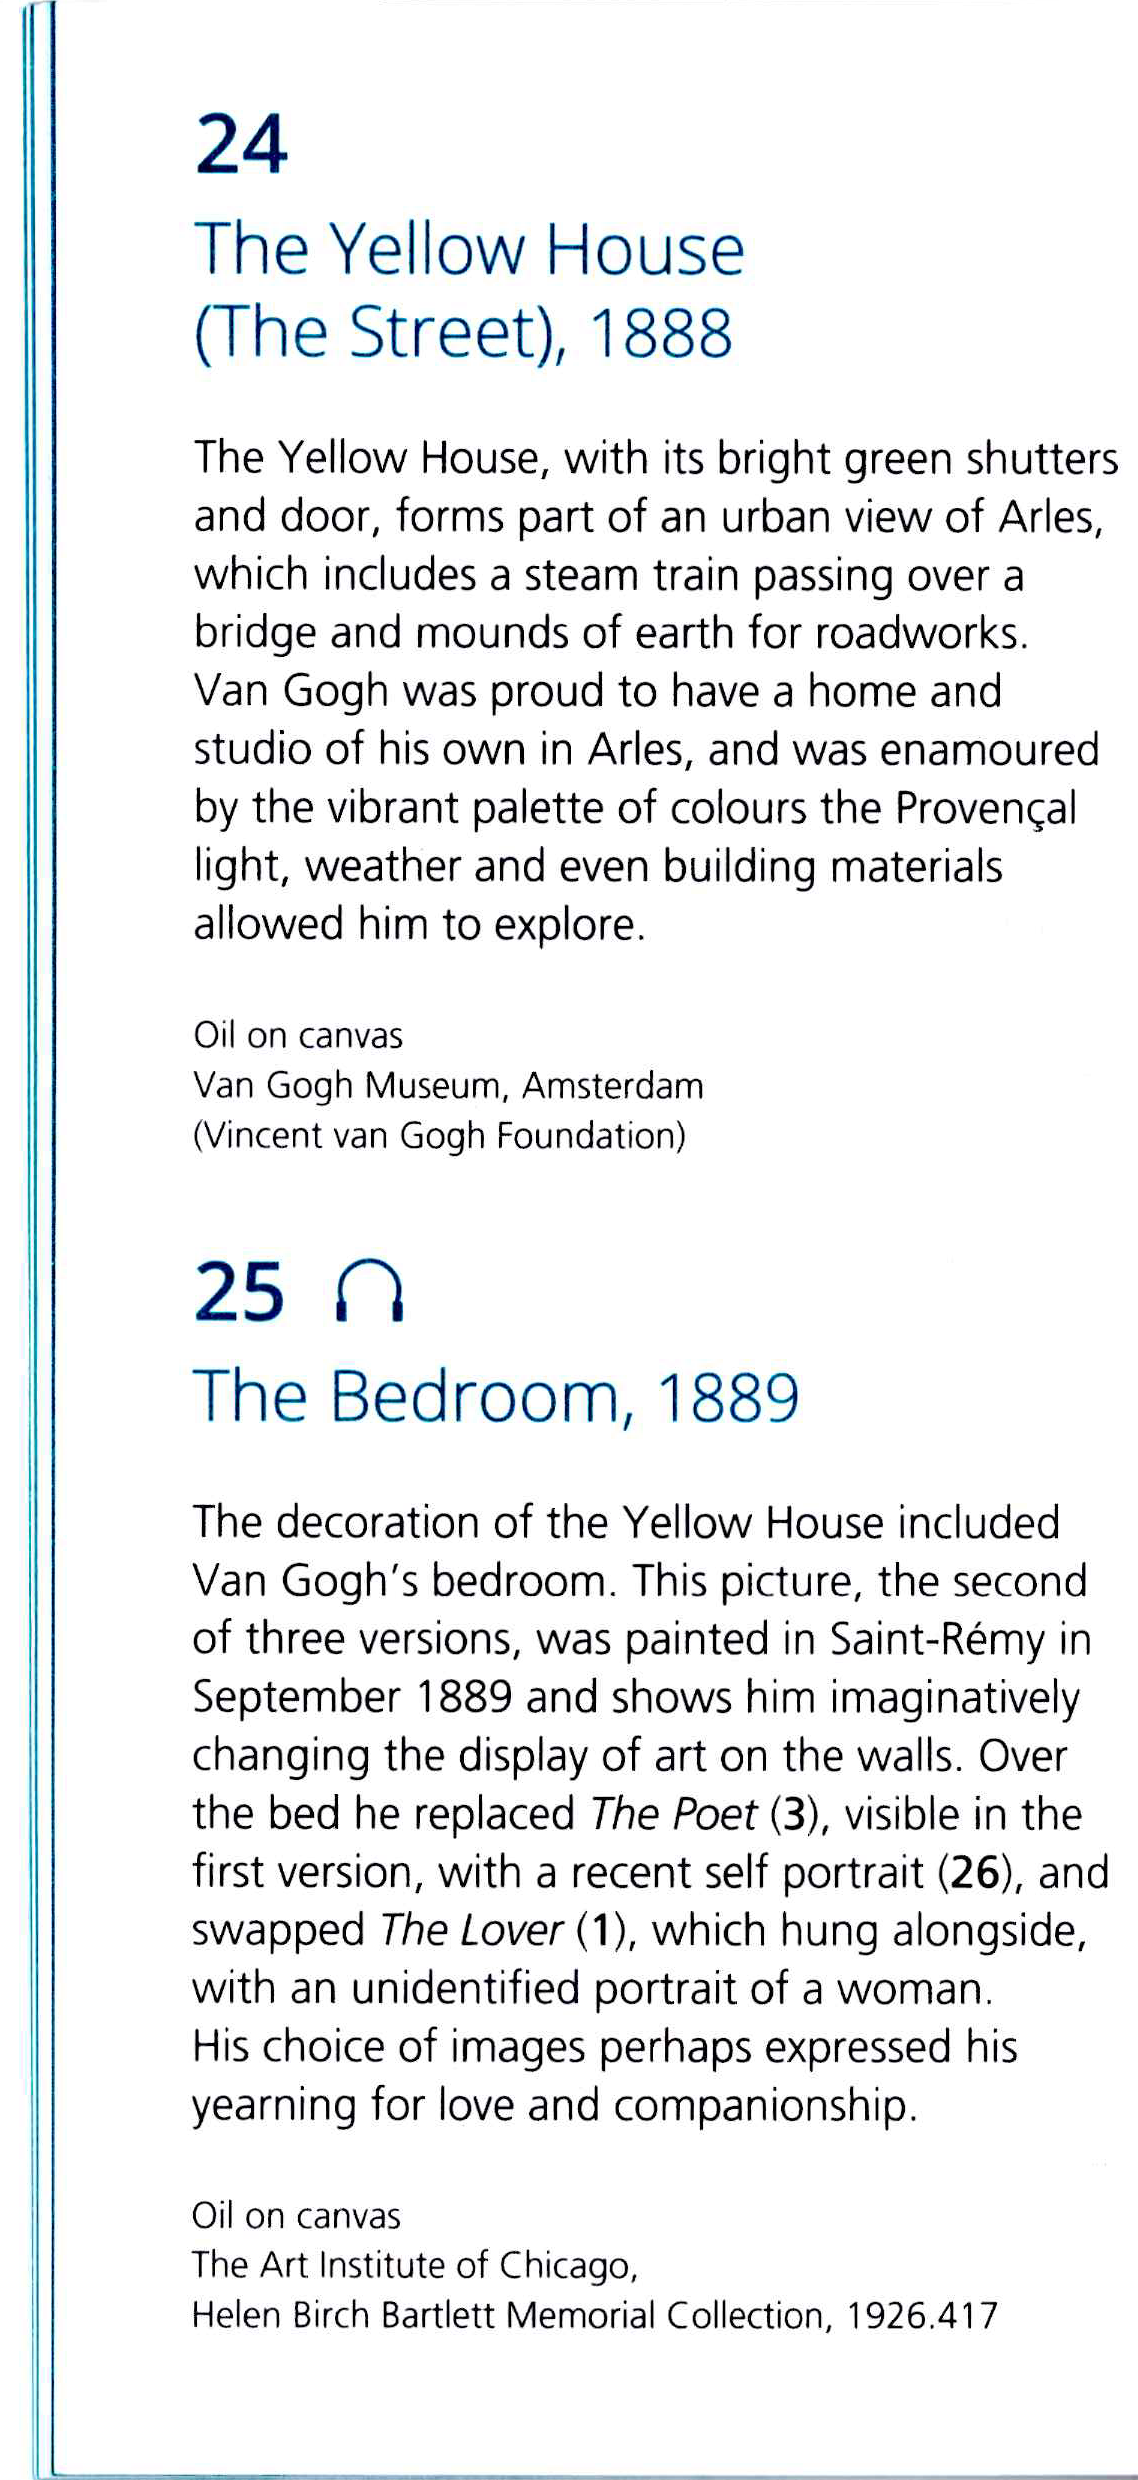 24
The Yellow House
(The Street), 1888
The Yellow House, with its bright green shutters
and door, forms part of an urban view of Arles,
which includes a steam train passing over a
bridge and mounds of earth for roadworks.
Van Gogh was proud to have a home and
studio of his own in Arles, and was enamoured
by the vibrant palette of colours the Provençal
light, weather and even building materials
allowed him to explore.
Oil on canvas
Van Gogh Museum, Amsterdam
(Vincent van Gogh Foundation)
25
The Bedroom, 1889
The decoration of the Yellow House included
Van Gogh's bedroom. This picture, the second
of three versions, was painted in Saint-Rémy in
September 1889 and shows him imaginatively
changing the display of art on the walls. Over
the bed he replaced The Poet (3), visible in the
first version, with a recent self portrait (26), and
swapped The Lover (1), which hung alongside,
with an unidentified portrait of a woman.
His choice of images perhaps expressed his
yearning for love and companionship.
Oil on canvas
The Art Institute of Chicago,
Helen Birch Bartlett Memorial Collection, 1926.417